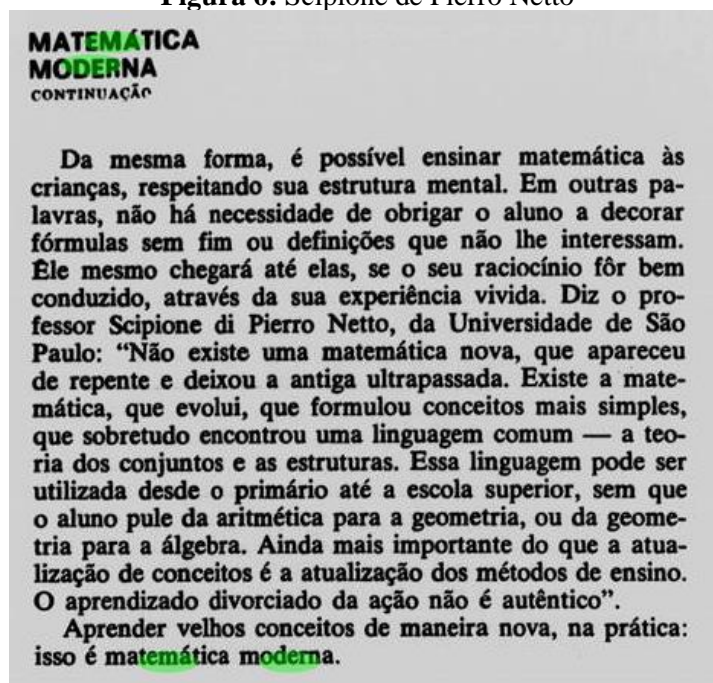 Figura 6: Scipione de Pierro Netto
MATEMÁTICA
MODERNA
CONTINUAÇÃO
Da mesma forma, é possível ensinar matemática às
crianças, respeitando sua estrutura mental. Em outras pa-
lavras, não há necessidade de obrigar o aluno a decorar
fórmulas sem fim ou definições que não lhe interessam.
Êle mesmo chegará até elas, se o seu raciocínio fôr bem
conduzido, através da sua experiência vivida. Diz o pro-
fessor Scipione di Pierro Netto, da Universidade de São
Paulo: “Não existe uma matemática nova, que apareceu
de repente e deixou a antiga ultrapassada. Existe a mate-
mática, que evolui, que formulou conceitos mais simples,
que sobretudo encontrou uma linguagem comum — a teo-
ria dos conjuntos e as estruturas. Essa linguagem pode ser
utilizada desde o primário até a escola superior, sem que
o aluno pule da aritmética para a geometria, ou da geome-
tria para a álgebra. Ainda mais importante do que a atua-
lização de conceitos é a atualização dos métodos de ensino.
O aprendizado divorciado da ação não é autêntico”.
Aprender velhos conceitos de maneira nova, na prática:
isso é matemática moderna.